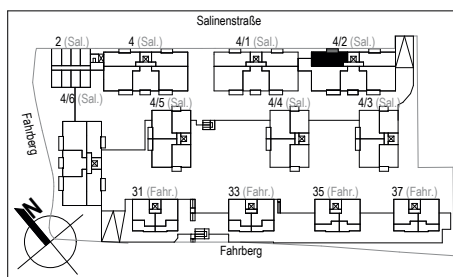 Salinenstraße
2 (Sal.) 4 (Sal.) 4/1 (Sal.) 4/2 (Sal.)
4/6 (Sal.) 4/5 (Sal.) 4/4 (Sal.) 4/3 (Sal.)
Fahrberg
31 (Fahr.) 33 (Fahr.) 35 (Fahr.) 37 (Fahr.)
N
Fahrberg